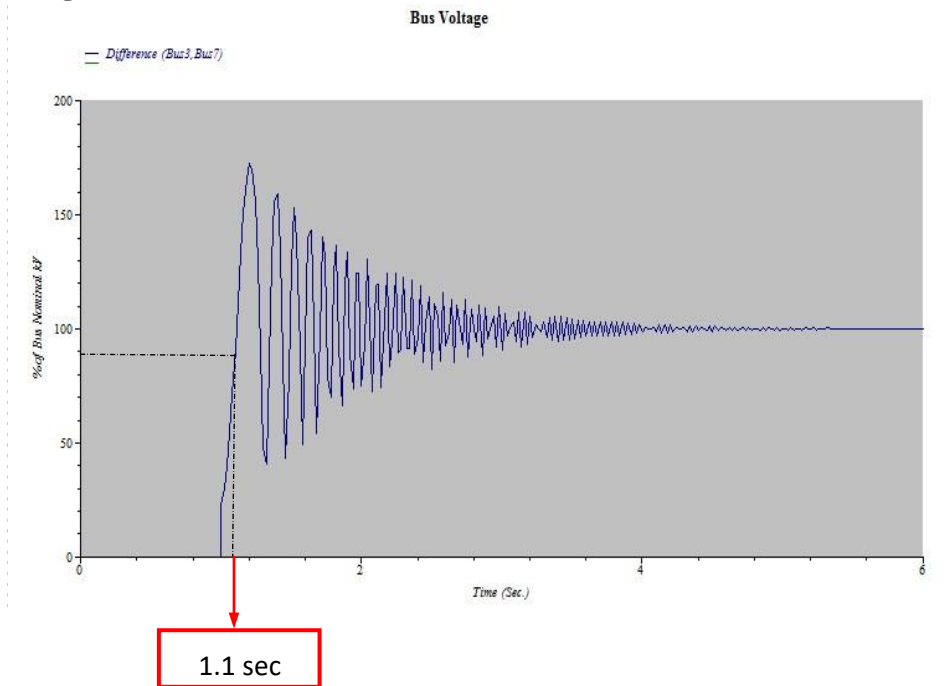 Bus Voltage
Difference (Bus3,Bus7)
200
150
100
50
0
%of Bus Nominal kV
0 2 4 6
Time (Sec.)
1.1 sec